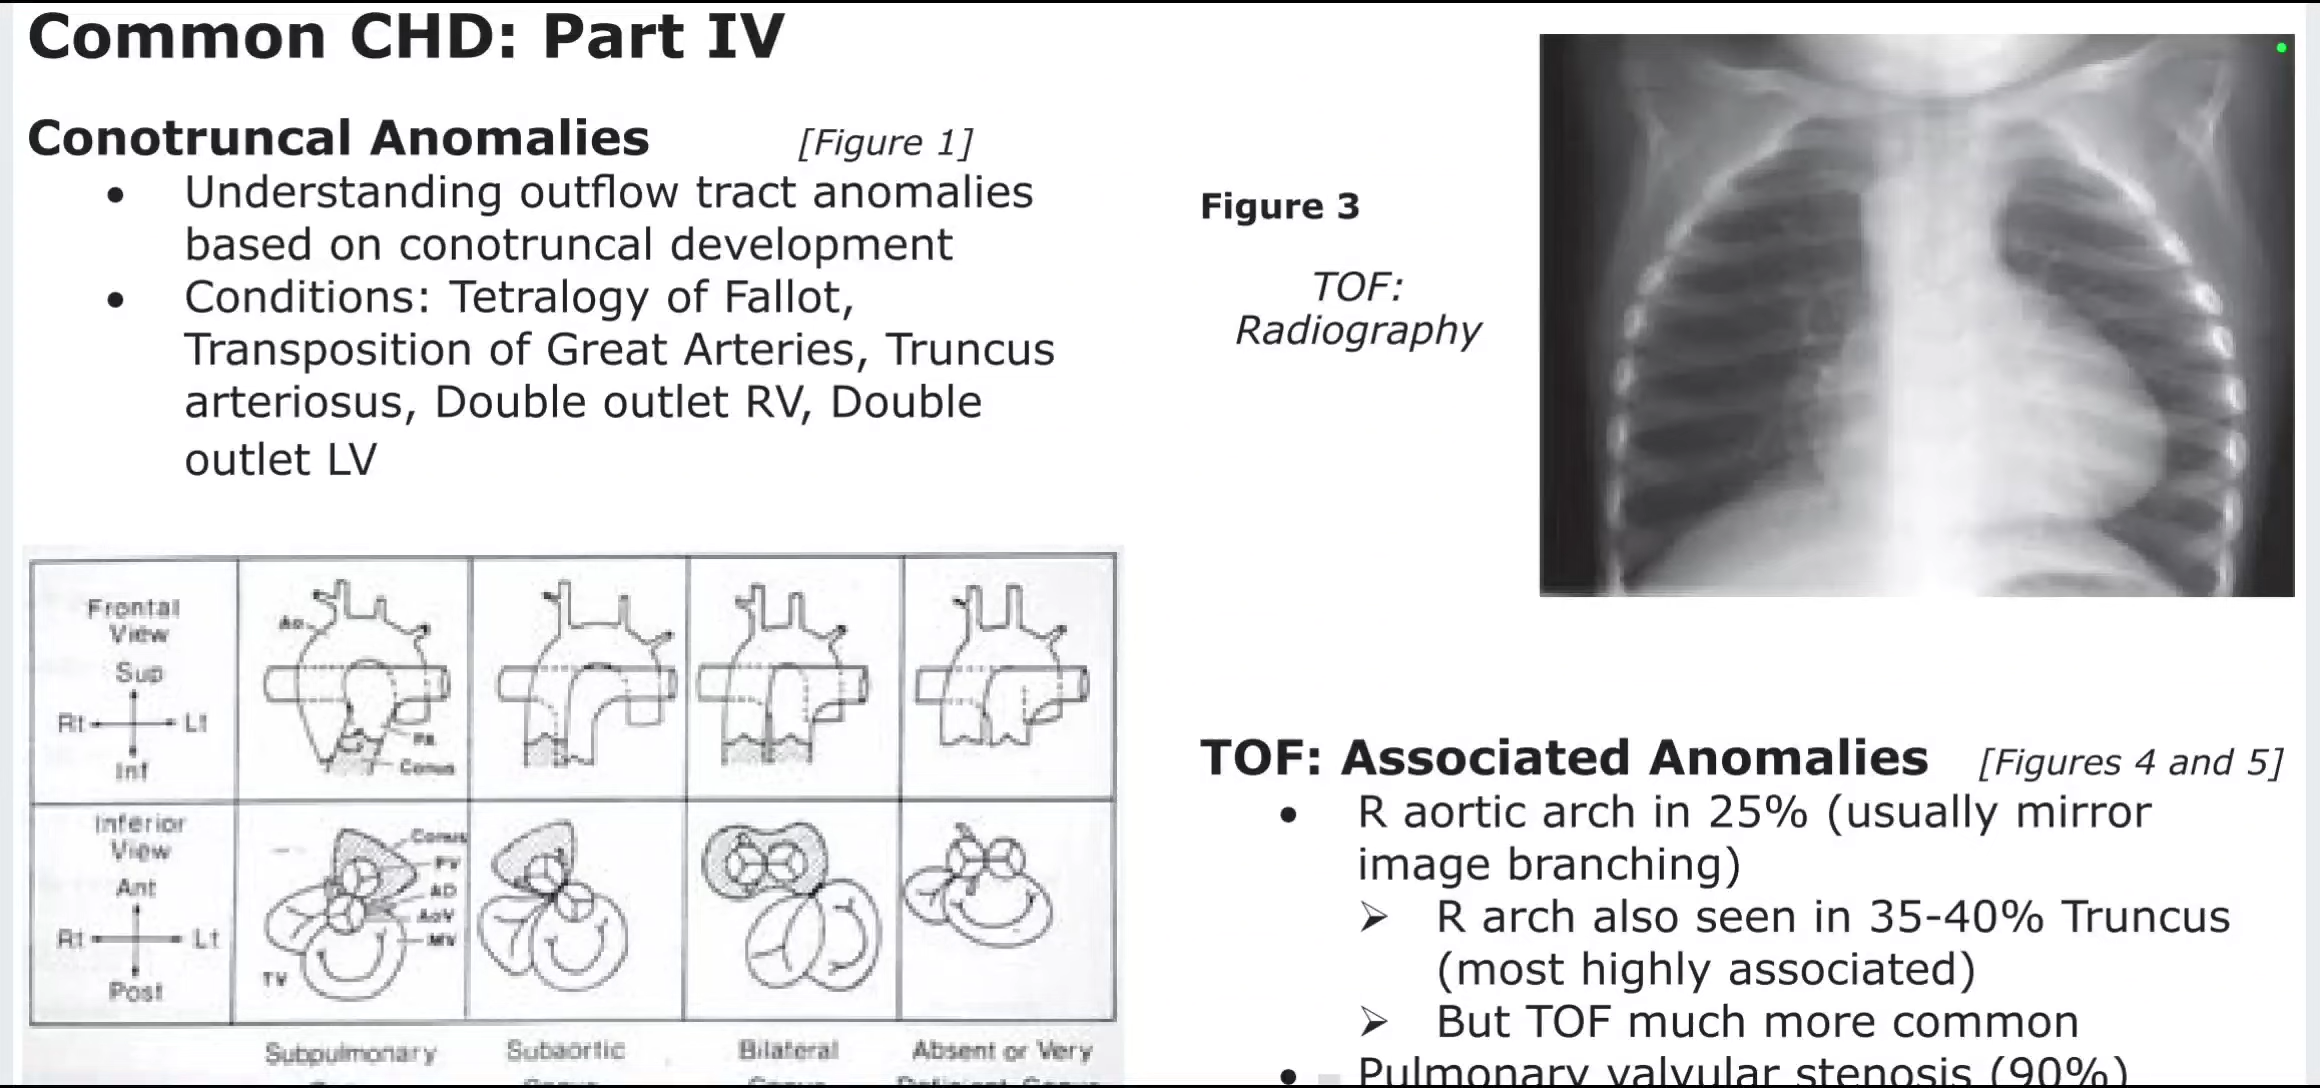 Common CHD: Part IV
Conotruncal Anomalies [Figure 1]
• Understanding outflow tract anomalies
based on conotruncal development
• Conditions: Tetralogy of Fallot,
Transposition of Great Arteries, Truncus
arteriosus, Double outlet RV, Double
outlet LV
Frontal
View
Sup
Rt Lt
Inf
Ao
PA
Conus
Inferior
View
Ant
Rt Lt
Post
Conus
PV
AO
AoV
MV
TV
Subpulmonary
Subaortic
Bilateral
Absent or Very
Conus
Conus
Deficient Conus
Figure 3
TOF:
Radiography
TOF: Associated Anomalies [Figures 4 and 5]
• R aortic arch in 25% (usually mirror
image branching)
➢ R arch also seen in 35-40% Truncus
(most highly associated)
➢ But TOF much more common
• Pulmonary valvular stenosis (90%)